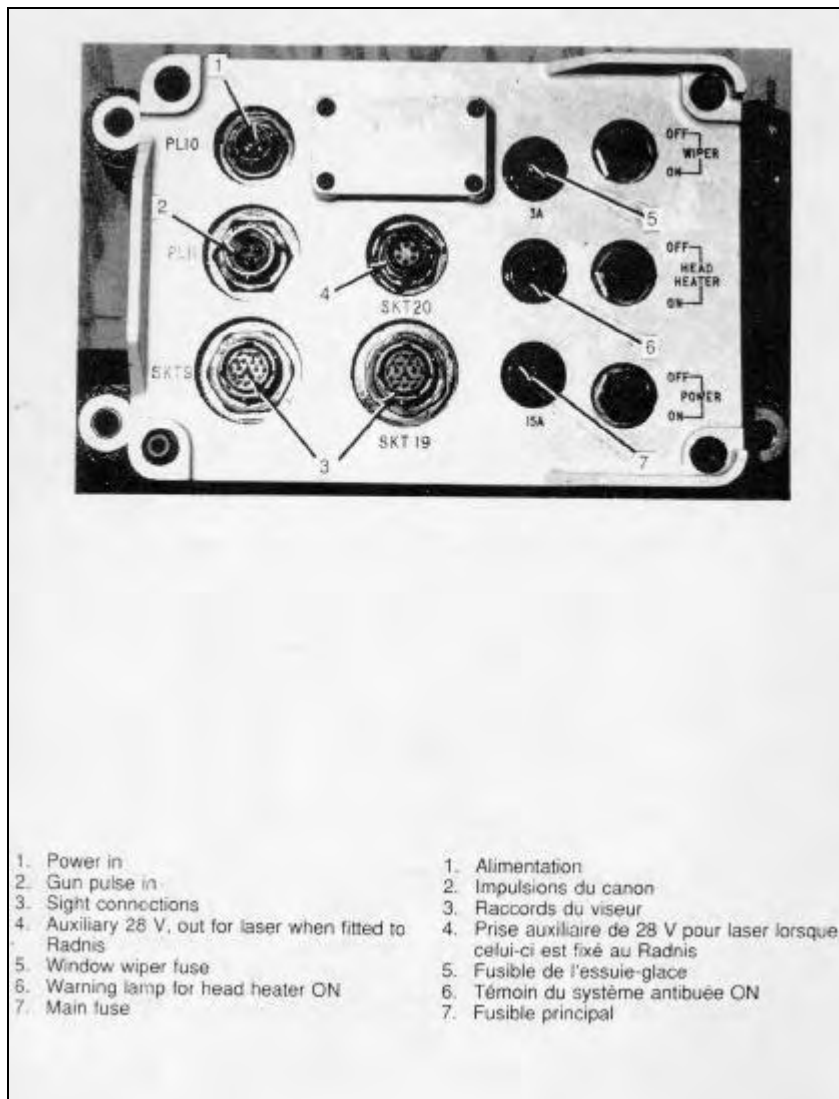 1
PL10
OFF
WIPER
ON
3A
5
2
PL11
4
SKT20
OFF
HEAD
HEATER
ON
6
SKT9
SKT 19
3
OFF
POWER
ON
15A
7
1. Power in
2. Gun pulse in
3. Sight connections
4. Auxiliary 28 V, out for laser when fitted to
Radnis
5. Window wiper fuse
6. Warning lamp for head heater ON
7. Main fuse
1. Alimentation
2. Impulsions du canon
3. Raccords du viseur
4. Prise auxiliaire de 28 V pour laser lorsque
celui-ci est fixé au Radnis
5. Fusible de l'essuie-glace
6. Témoin du système antibuée ON
7. Fusible principal